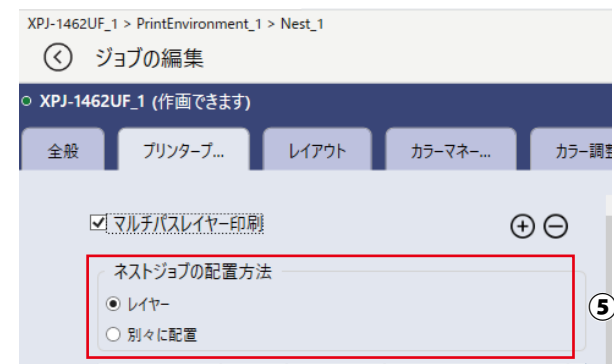 XPJ-1462UF_1 > PrintEnvironment_1 > Nest_1
ジョブの編集
XPJ-1462UF_1 (作画できます)
全般 プリンタープ... レイアウト カラーマネー... カラー調整
マルチパスレイヤー印刷
ネストジョブの配置方法
レイヤー
⑤
別々に配置